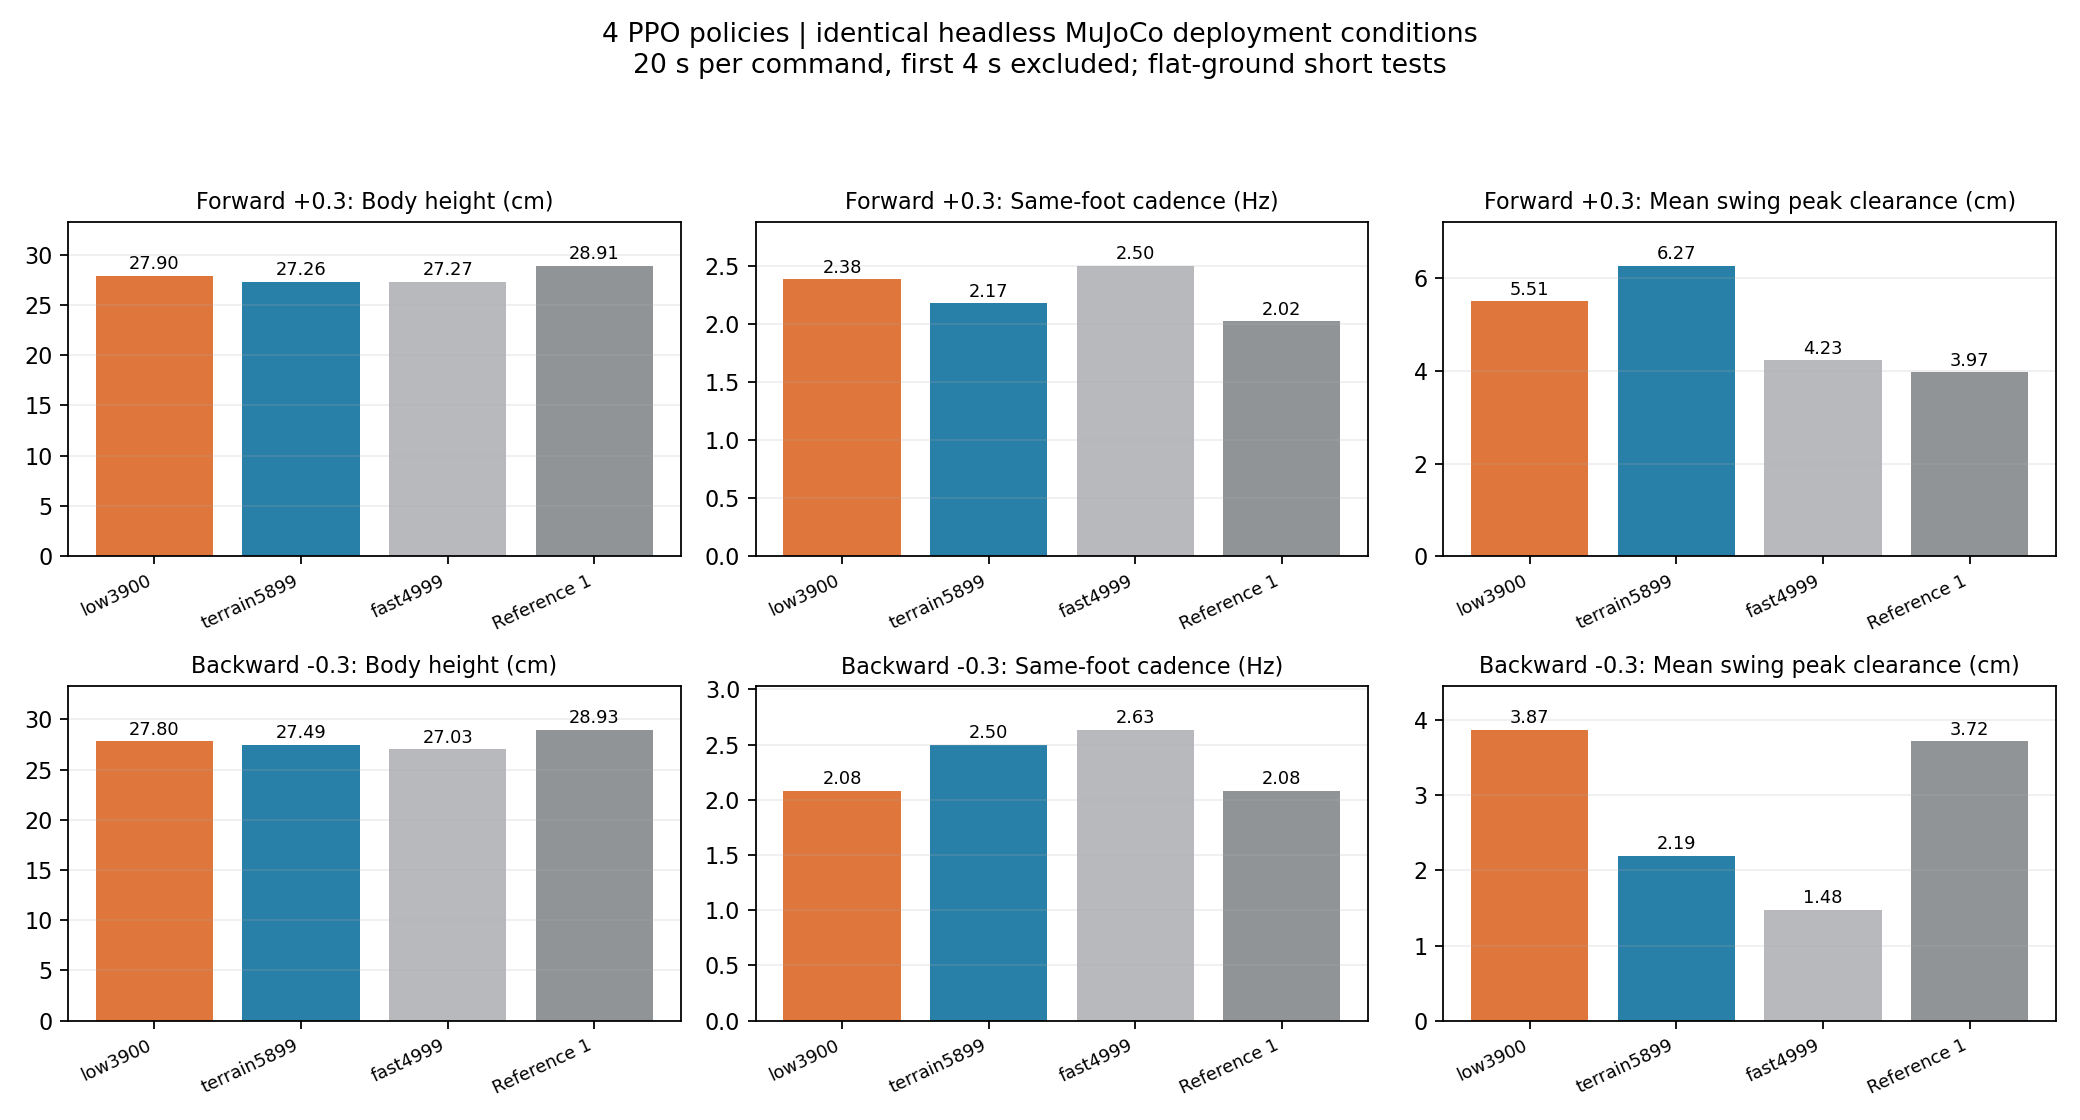 4 PPO policies | identical headless MuJoCo deployment conditions
20 s per command, first 4 s excluded; flat-ground short tests
Forward +0.3: Body height (cm)
30
25
20
15
10
5
0
27.90
27.26
27.27
28.91
low3900
terrain5899
fast4999
Reference 1
Forward +0.3: Same-foot cadence (Hz)
2.5
2.0
1.5
1.0
0.5
0.0
2.38
2.17
2.50
2.02
low3900
terrain5899
fast4999
Reference 1
Forward +0.3: Mean swing peak clearance (cm)
6
4
2
0
5.51
6.27
4.23
3.97
low3900
terrain5899
fast4999
Reference 1
Backward -0.3: Body height (cm)
30
25
20
15
10
5
0
27.80
27.49
27.03
28.93
low3900
terrain5899
fast4999
Reference 1
Backward -0.3: Same-foot cadence (Hz)
3.0
2.5
2.0
1.5
1.0
0.5
0.0
2.08
2.50
2.63
2.08
low3900
terrain5899
fast4999
Reference 1
Backward -0.3: Mean swing peak clearance (cm)
4
3
2
1
0
3.87
2.19
1.48
3.72
low3900
terrain5899
fast4999
Reference 1